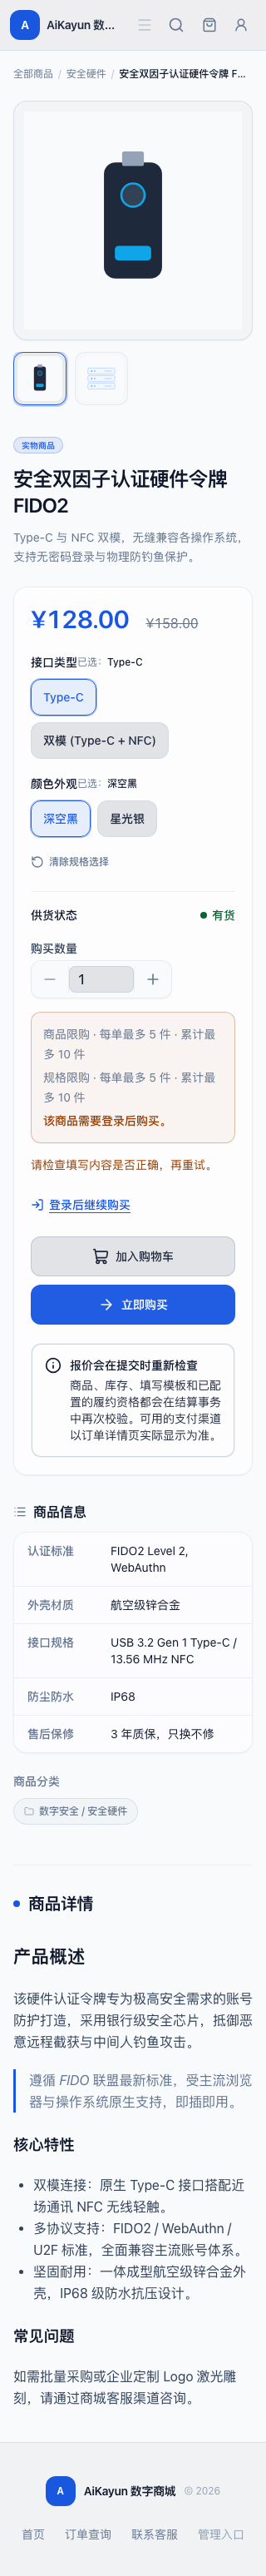 A AiKayun 数...
全部商品 / 安全硬件 / 安全双因子认证硬件令牌 F...
实物商品
安全双因子认证硬件令牌
FIDO2
Type-C 与 NFC 双模，无缝兼容各操作系统，
支持无密码登录与物理防钓鱼保护。
¥128.00 ¥158.00
接口类型已选：Type-C
Type-C
双模 (Type-C + NFC)
颜色外观已选：深空黑
深空黑 星光银
清除规格选择
供货状态 有货
购买数量
1
商品限购 · 每单最多 5 件 · 累计最
多 10 件
规格限购 · 每单最多 5 件 · 累计最
多 10 件
该商品需要登录后购买。
请检查填写内容是否正确，再重试。
登录后继续购买
加入购物车
立即购买
报价会在提交时重新检查
商品、库存、填写模板和已配
置的履约资格都会在结算事务
中再次校验。可用的支付渠道
以订单详情页实际显示为准。
商品信息
认证标准 FIDO2 Level 2,
WebAuthn
外壳材质 航空级锌合金
接口规格 USB 3.2 Gen 1 Type-C /
13.56 MHz NFC
防尘防水 IP68
售后保修 3 年质保，只换不修
商品分类
数字安全 / 安全硬件
商品详情
产品概述
该硬件认证令牌专为极高安全需求的账号
防护打造，采用银行级安全芯片，抵御恶
意远程截获与中间人钓鱼攻击。
遵循 FIDO 联盟最新标准，受主流浏览
器与操作系统原生支持，即插即用。
核心特性
• 双模连接：原生 Type-C 接口搭配近
场通讯 NFC 无线轻触。
• 多协议支持：FIDO2 / WebAuthn /
U2F 标准，全面兼容主流账号体系。
• 坚固耐用：一体成型航空级锌合金外
壳，IP68 级防水抗压设计。
常见问题
如需批量采购或企业定制 Logo 激光雕
刻，请通过商城客服渠道咨询。
A AiKayun 数字商城 © 2026
首页 订单查询 联系客服 管理入口